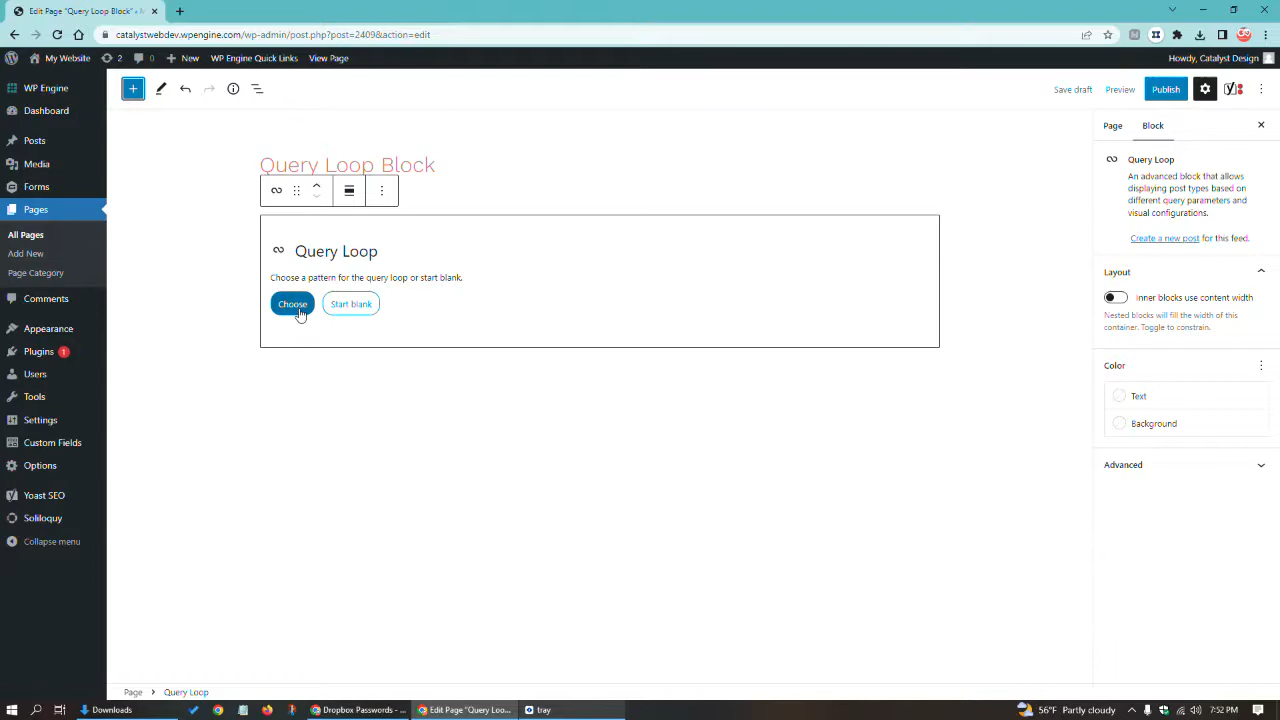 Edit Page "Query Loop Block" ‹
catalystwebdev.wpengine.com/wp-admin/post.php?post=2409&action=edit
My Website
2
0
New
WP Engine Quick Links
View Page
Howdy, Catalyst Design
WP Engine
Dashboard
Posts
Media
Forms
Pages
All Pages
Add New
Page Category
Comments
Appearance
Plugins 1
Users
Tools
Settings
Custom Fields
Options
Yoast SEO
Soliloquy
Collapse menu
Save draft
Preview
Publish
Query Loop Block
Query Loop
Choose a pattern for the query loop or start blank.
Choose
Start blank
Page
Block
Query Loop
An advanced block that allows
displaying post types based on
different query parameters and
visual configurations.
Create a new post for this feed.
Layout
Inner blocks use content width
Nested blocks will fill the width of this
container. Toggle to constrain.
Color
Text
Background
Advanced
Page
Query Loop
Downloads
Dropbox Passwords - ...
Edit Page "Query Loo...
tray
56°F Partly cloudy
7:52 PM